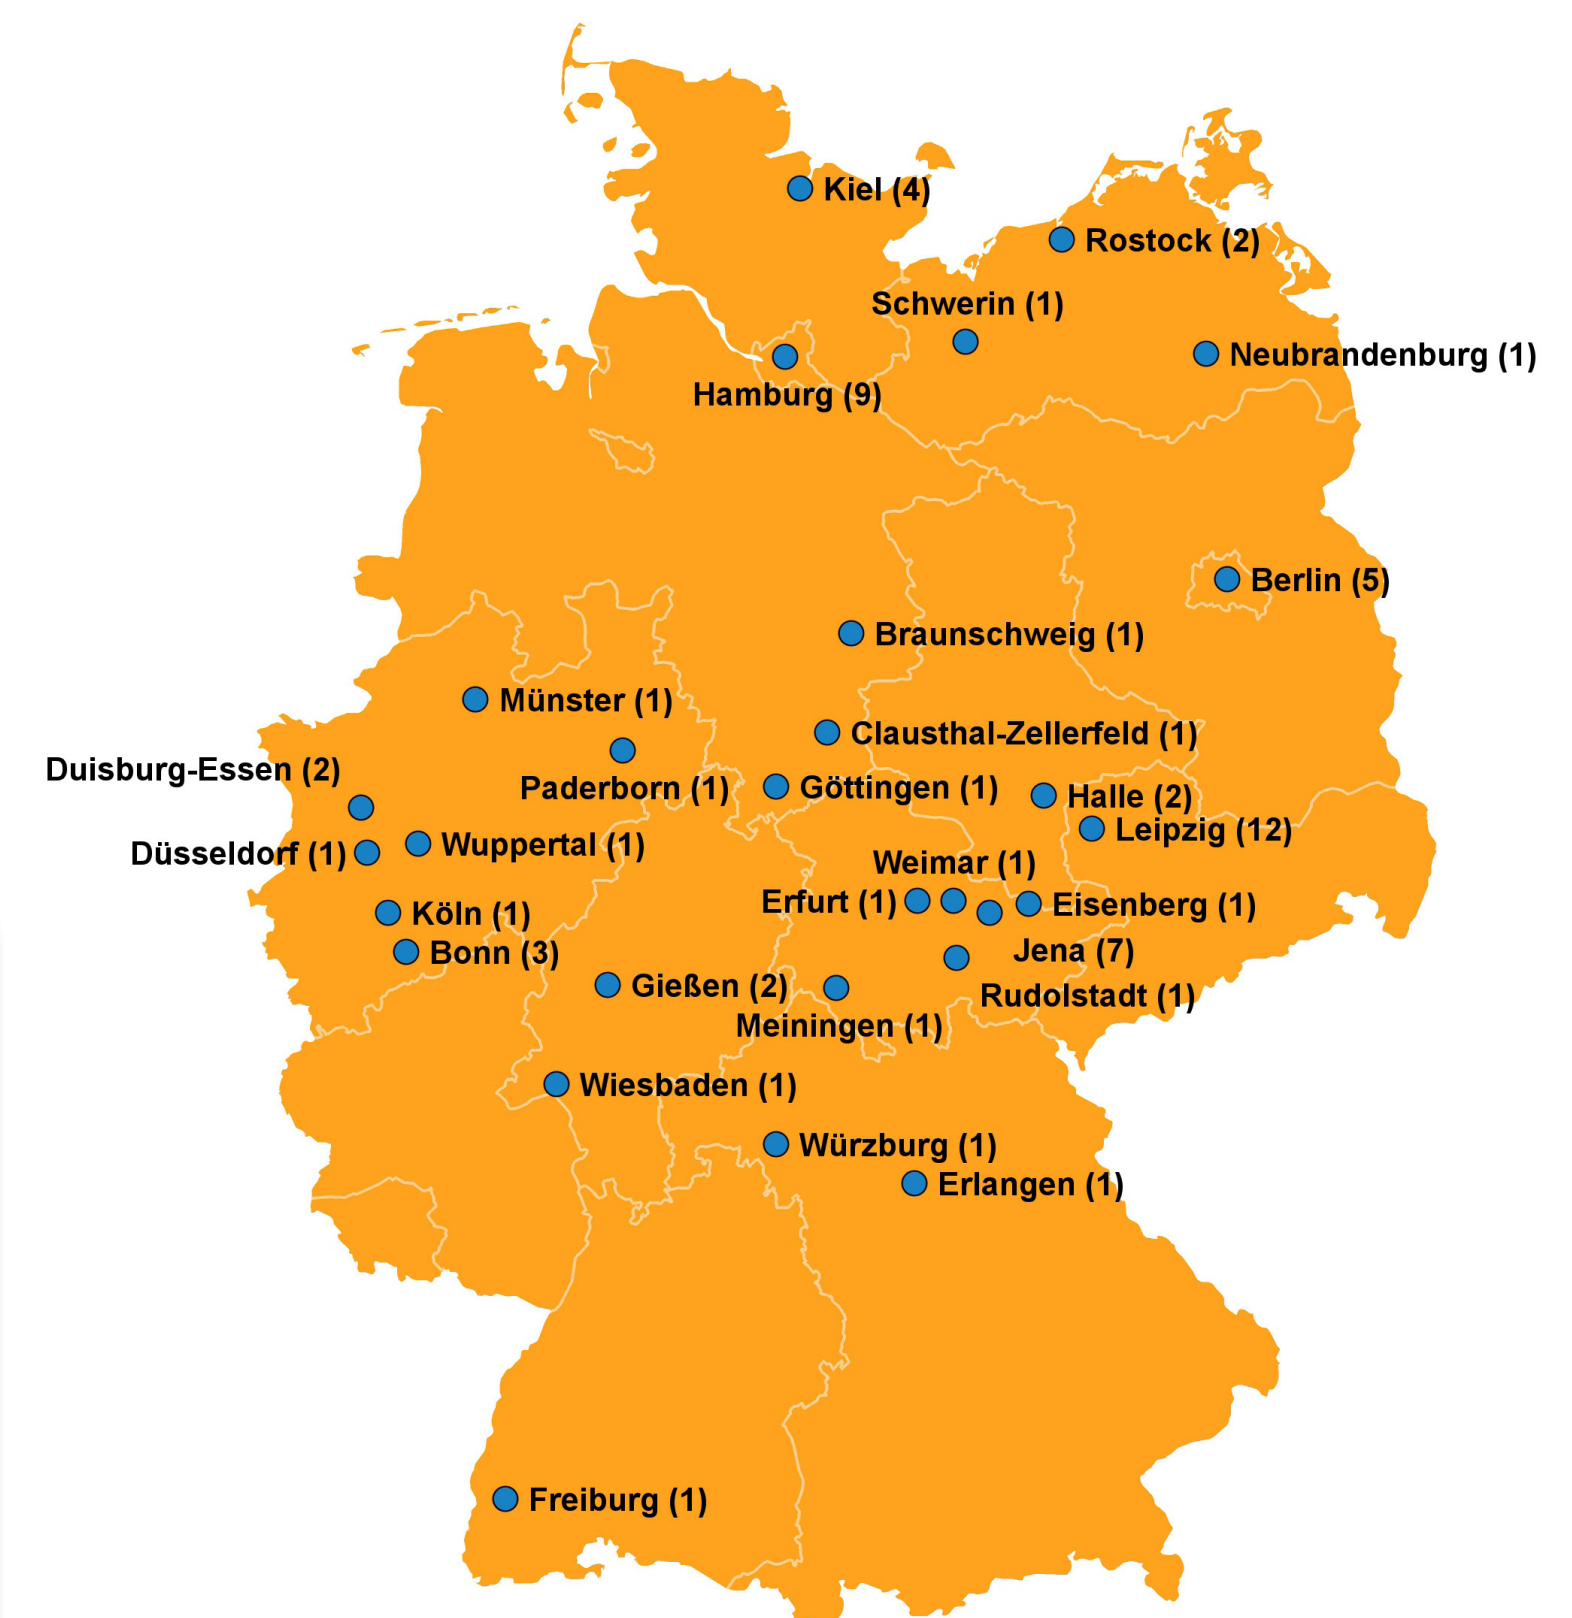 Kiel (4)
Rostock (2)
Schwerin (1)
Neubrandenburg (1)
Hamburg (9)
Berlin (5)
Braunschweig (1)
Münster (1)
Clausthal-Zellerfeld (1)
Duisburg-Essen (2)
Paderborn (1)
Göttingen (1)
Halle (2)
Leipzig (12)
Düsseldorf (1)
Wuppertal (1)
Weimar (1)
Erfurt (1)
Eisenberg (1)
Köln (1)
Jena (7)
Bonn (3)
Gießen (2)
Rudolstadt (1)
Meiningen (1)
Wiesbaden (1)
Würzburg (1)
Erlangen (1)
Freiburg (1)